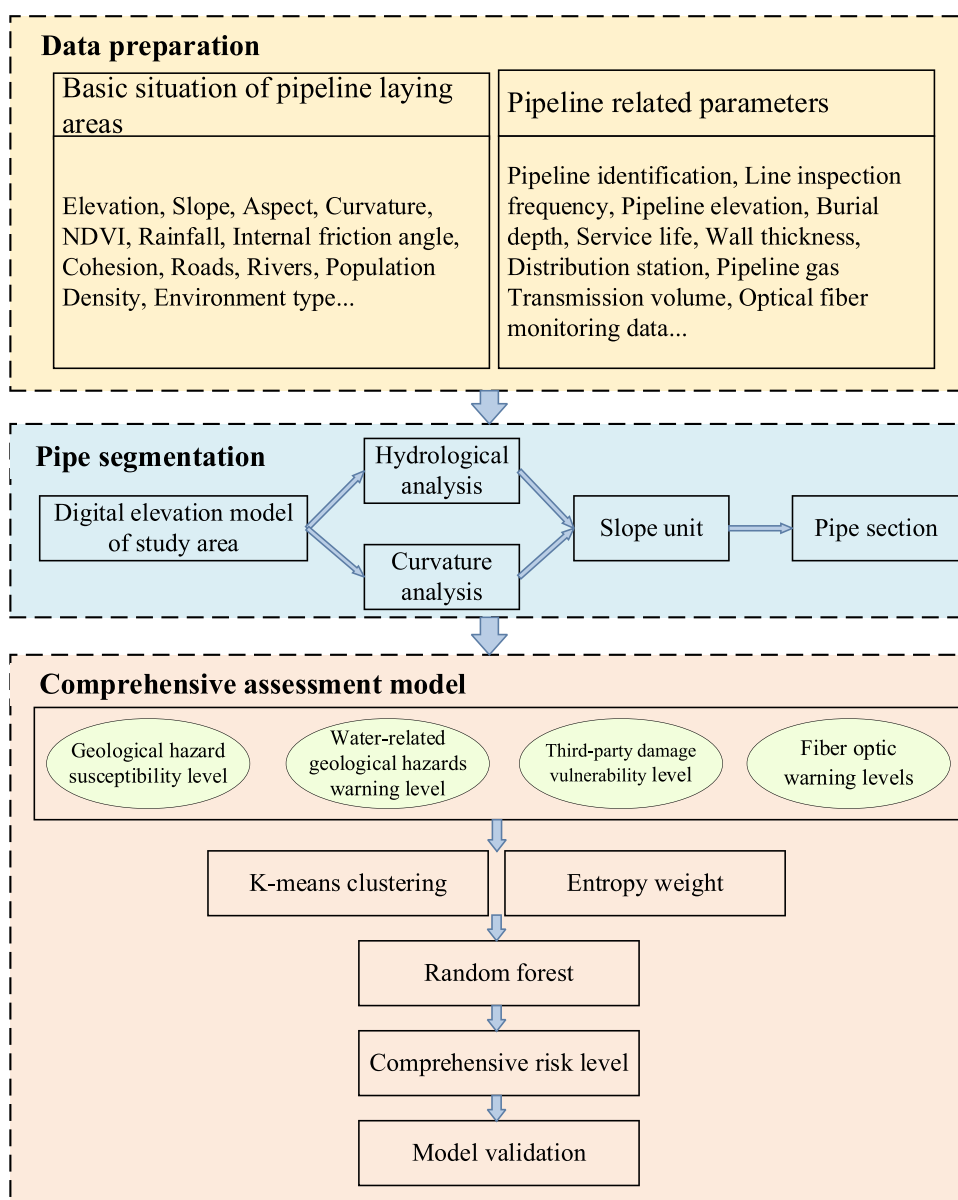 Data preparation
Basic situation of pipeline laying
areas
Elevation, Slope, Aspect, Curvature,
NDVI, Rainfall, Internal friction angle,
Cohesion, Roads, Rivers, Population
Density, Environment type...
Pipeline related parameters
Pipeline identification, Line inspection
frequency, Pipeline elevation, Burial
depth, Service life, Wall thickness,
Distribution station, Pipeline gas
Transmission volume, Optical fiber
monitoring data...
Pipe segmentation
Digital elevation model
of study area
Hydrological
analysis
Curvature
analysis
Slope unit
Pipe section
Comprehensive assessment model
Geological hazard
susceptibility level
Water-related
geological hazards
warning level
Third-party damage
vulnerability level
Fiber optic
warning levels
K-means clustering
Entropy weight
Random forest
Comprehensive risk level
Model validation